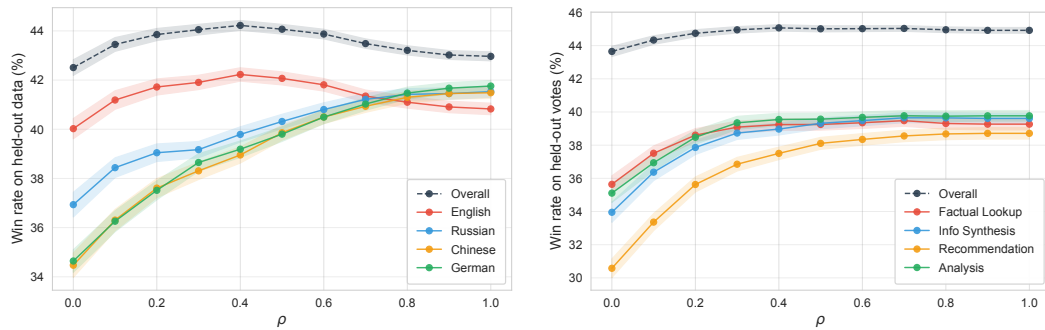 Win rate on held-out data (%)
44
42
40
38
36
34
0.0 0.2 0.4 0.6 0.8 1.0
ρ
Overall
English
Russian
Chinese
German
Win rate on held-out votes (%)
46
44
42
40
38
36
34
32
30
0.0 0.2 0.4 0.6 0.8 1.0
ρ
Overall
Factual Lookup
Info Synthesis
Recommendation
Analysis